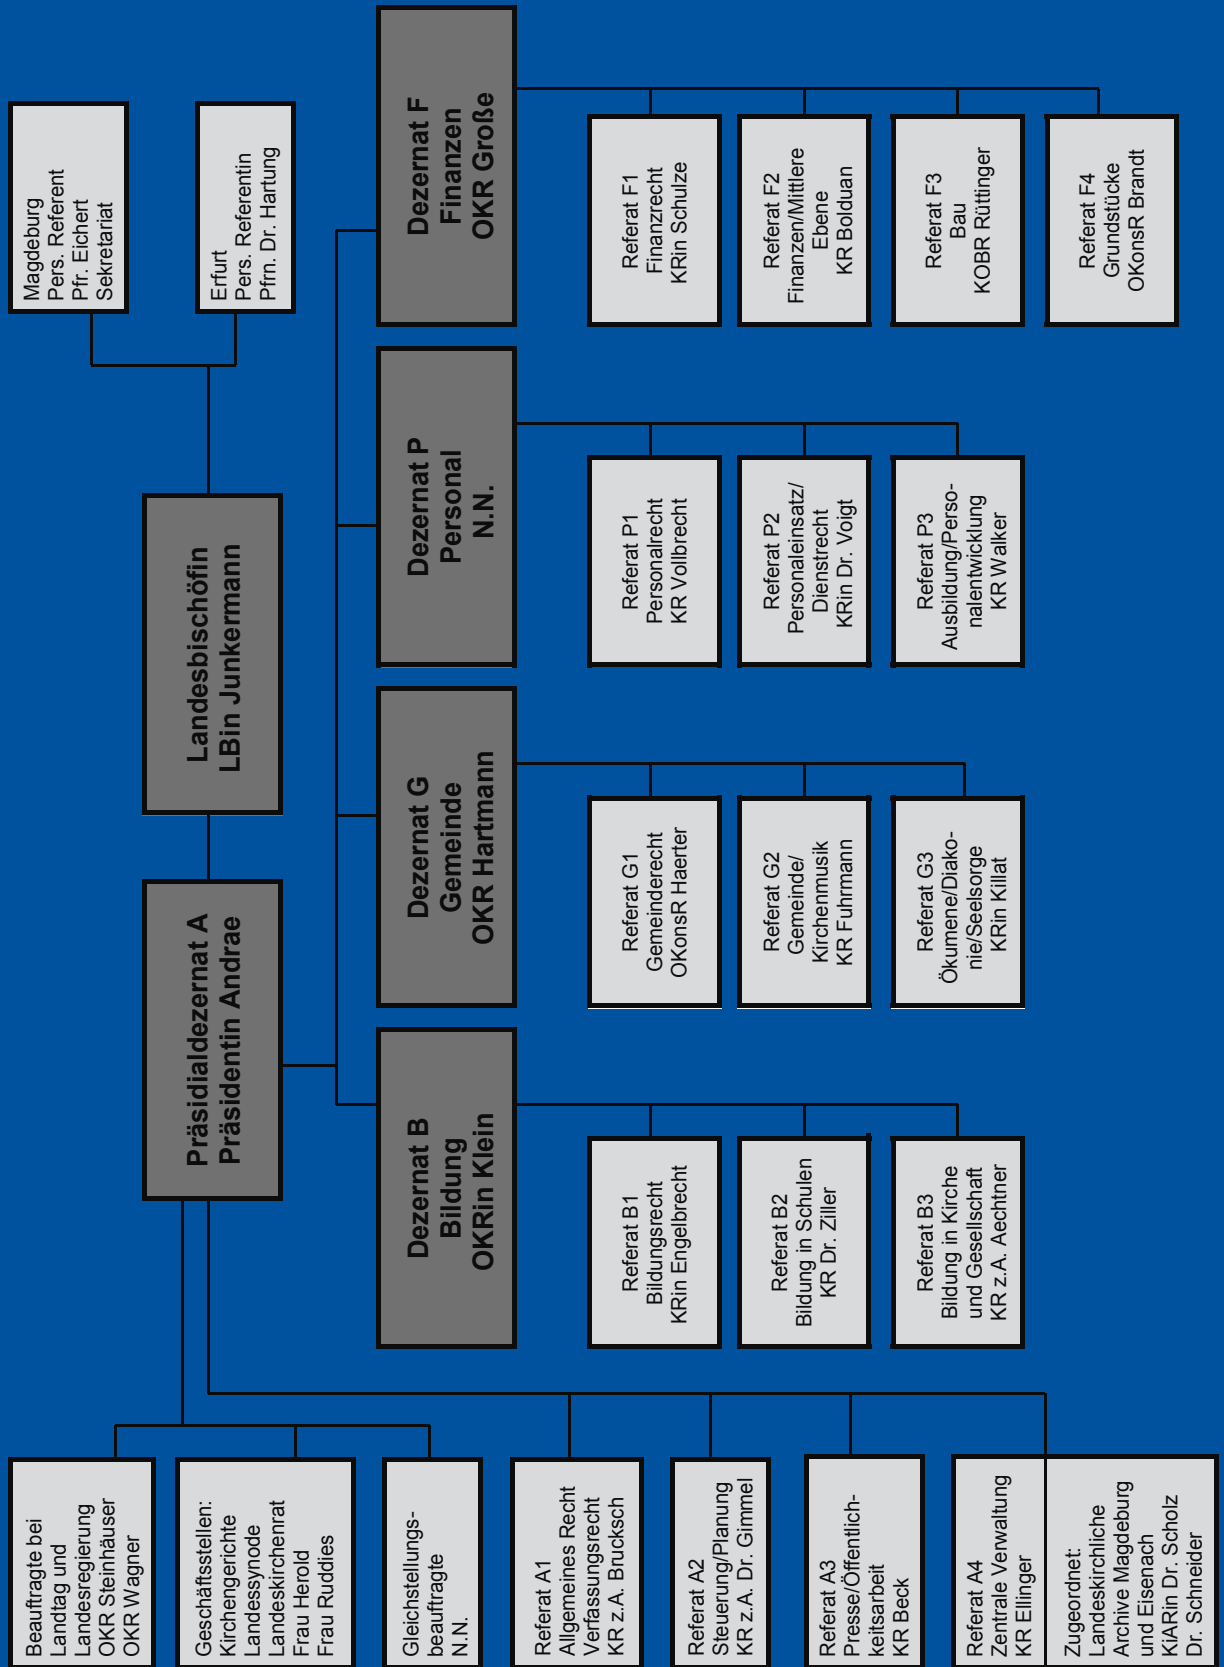 Landesbischöfin
LBin Junkermann
Magdeburg
Pers. Referent
Pfr. Eichert
Sekretariat
Erfurt
Pers. Referentin
Pfrn. Dr. Hartung
Präsidialdezernat A
Präsidentin Andrae
Beauftragte bei
Landtag und
Landesregierung
OKR Steinhäuser
OKR Wagner
Geschäftsstellen:
Kirchengerichte
Landessynode
Landeskirchenrat
Frau Herold
Frau Ruddies
Gleichstellungs-
beauftragte
N.N.
Referat A1
Allgemeines Recht
Verfassungsrecht
KR z.A. Brucksch
Referat A2
Steuerung/Planung
KR z.A. Dr. Gimmel
Referat A3
Presse/Öffentlich-
keitsarbeit
KR Beck
Referat A4
Zentrale Verwaltung
KR Ellinger
Zugeordnet:
Landeskirchliche
Archive Magdeburg
und Eisenach
KiARin Dr. Scholz
Dr. Schneider
Dezernat B
Bildung
OKRin Klein
Referat B1
Bildungsrecht
KRin Engelbrecht
Referat B2
Bildung in Schulen
KR Dr. Ziller
Referat B3
Bildung in Kirche
und Gesellschaft
KR z.A. Aechtner
Dezernat G
Gemeinde
OKR Hartmann
Referat G1
Gemeinderecht
OKonsR Haerter
Referat G2
Gemeinde/
Kirchenmusik
KR Fuhrmann
Referat G3
Ökumene/Diako-
nie/Seelsorge
KRin Killat
Dezernat P
Personal
N.N.
Referat P1
Personalrecht
KR Vollbrecht
Referat P2
Personaleinsatz/
Dienstrecht
KRin Dr. Voigt
Referat P3
Ausbildung/Perso-
nalentwicklung
KR Walker
Dezernat F
Finanzen
OKR Große
Referat F1
Finanzrecht
KRin Schulze
Referat F2
Finanzen/Mittlere
Ebene
KR Bolduan
Referat F3
Bau
KOBR Rüttinger
Referat F4
Grundstücke
OKonsR Brandt